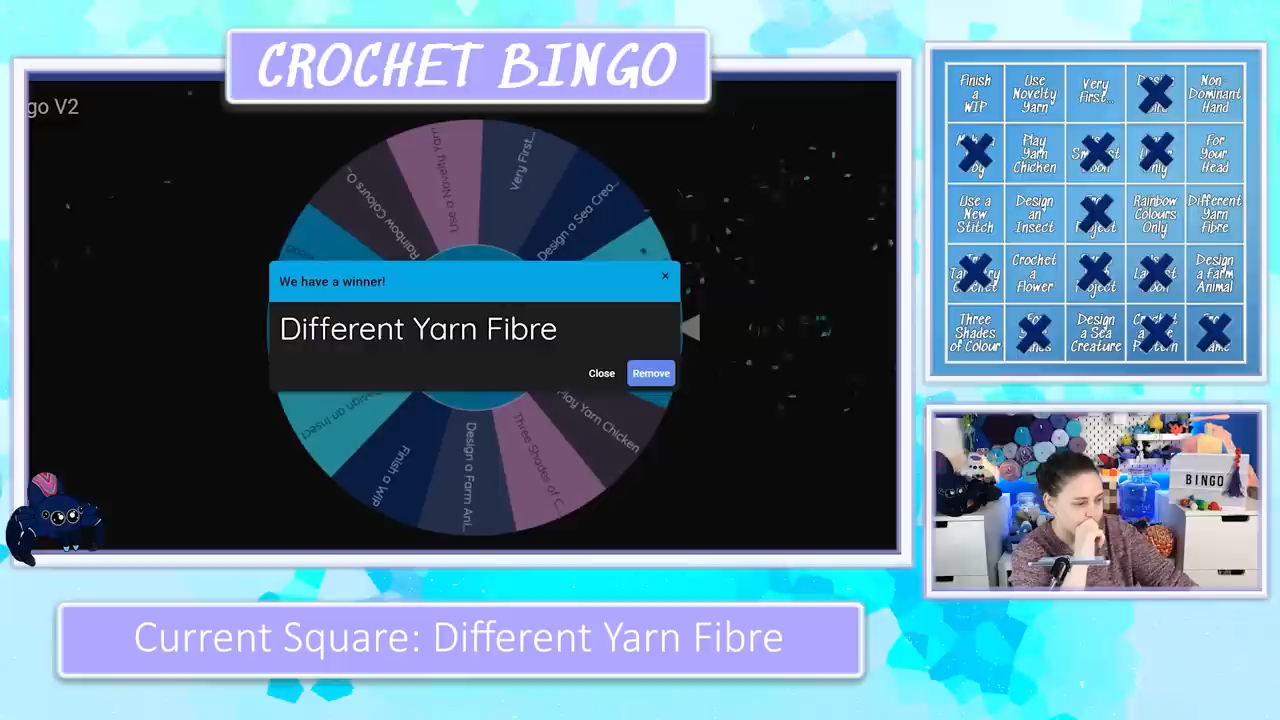 CROCHET BINGO
go V2
Use a Novelty Yarn
Very First...
Design a Sea Crea...
Rainbow Colours O...
We have a winner!
×
Different Yarn Fibre
Close
Remove
Design an Insect
Finish a WIP
Design a Farm Ani...
Three Shades of C...
Play Yarn Chicken
Current Square: Different Yarn Fibre
Finish
a
WIP
Use
Novelty
Yarn
Very
First...
Non-
Dominant
Hand
Play
Yarn
Chicken
For
Your
Head
Use a
New
Stitch
Design
an
Insect
Rainbow
Colours
Only
Different
Yarn
Fibre
Crochet
a
Flower
Design
a Farm
Animal
Three
Shades
of Colour
Design
a Sea
Creature
BINGO